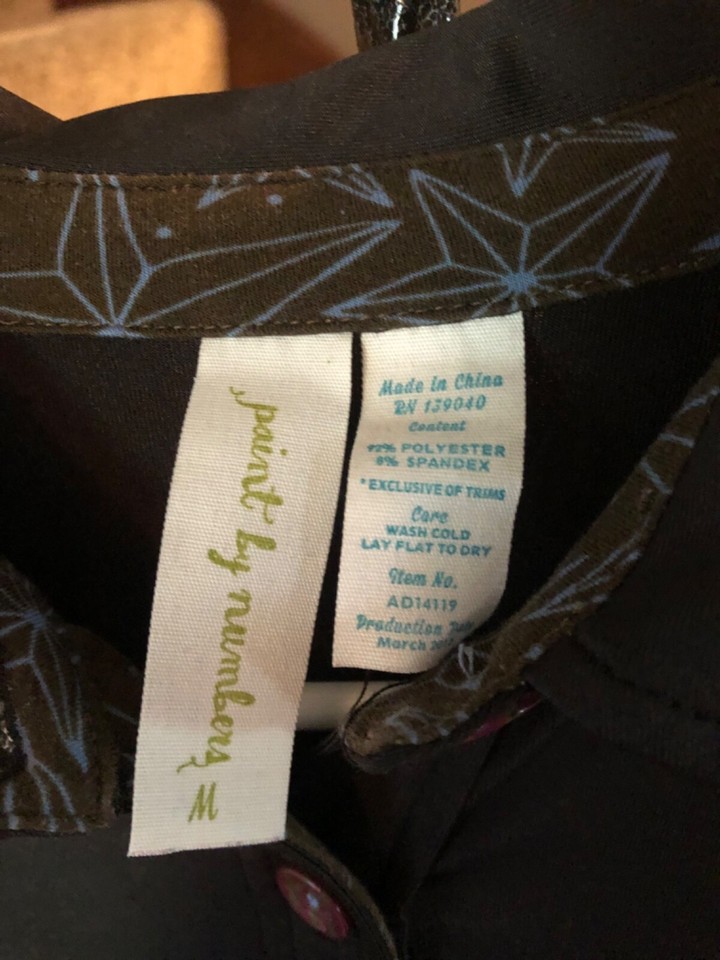 paint by numbers M
Made in China
RN 139040
Content
92% POLYESTER
8% SPANDEX
*EXCLUSIVE OF TRIMS
Care
WASH COLD
LAY FLAT TO DRY
Item No.
AD14119
Production
March